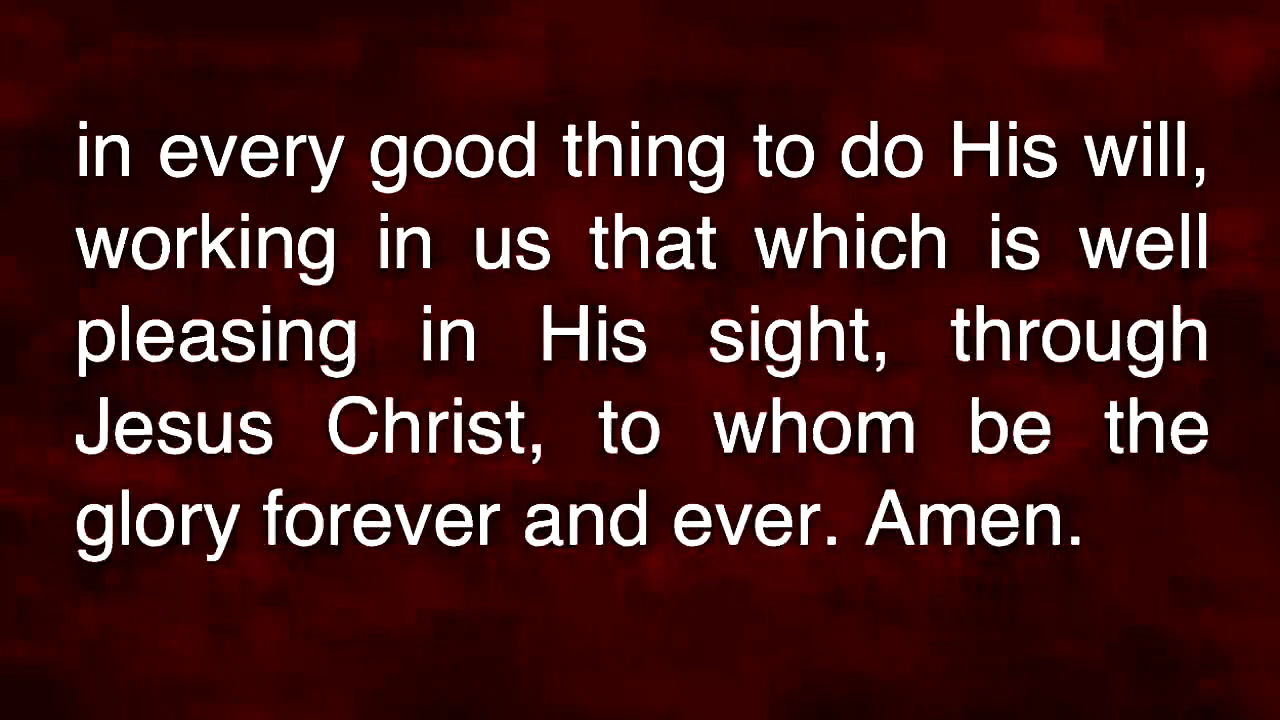 in every good thing to do His will,
working in us that which is well
pleasing in His sight, through
Jesus Christ, to whom be the
glory forever and ever. Amen.